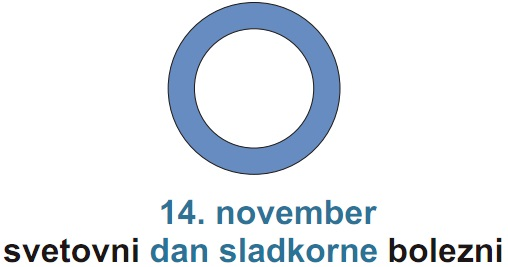 14. november
svetovni dan sladkorne bolezni